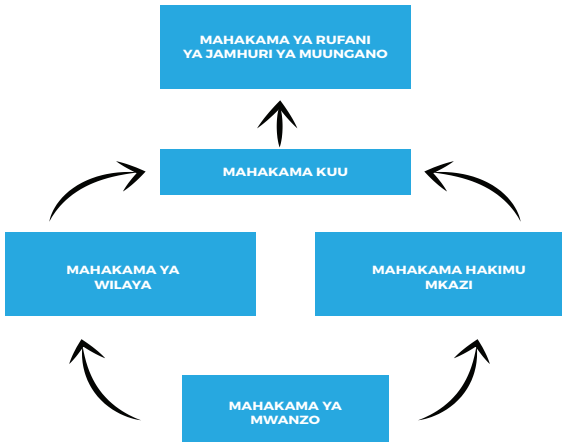 MAHAKAMA YA RUFANI
YA JAMHURI YA MUUNGANO
MAHAKAMA KUU
MAHAKAMA YA
WILAYA
MAHAKAMA HAKIMU
MKAZI
MAHAKAMA YA
MWANZO